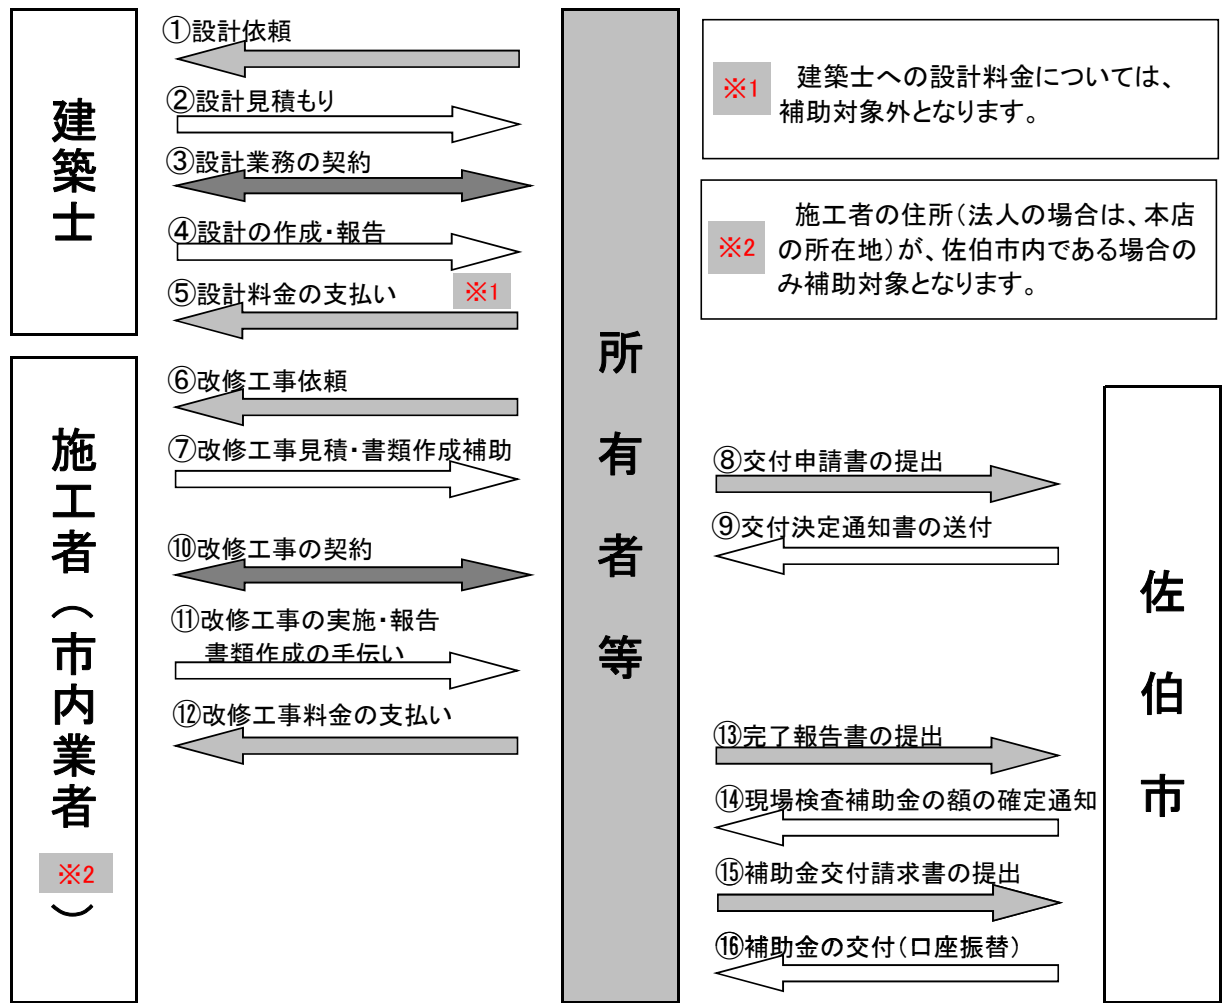 建築士
①設計依頼
②設計見積もり
③設計業務の契約
④設計の作成・報告
⑤設計料金の支払い
※1
施工者（市内業者
※2
）
⑥改修工事依頼
⑦改修工事見積・書類作成補助
⑩改修工事の契約
⑪改修工事の実施・報告
書類作成の手伝い
⑫改修工事料金の支払い
所有者等
※1
建築士への設計料金については、
補助対象外となります。
※2
施工者の住所（法人の場合は、本店
の所在地）が、佐伯市内である場合の
み補助対象となります。
⑧交付申請書の提出
⑨交付決定通知書の送付
⑬完了報告書の提出
⑭現場検査補助金の額の確定通知
⑮補助金交付請求書の提出
⑯補助金の交付（口座振替）
佐伯市